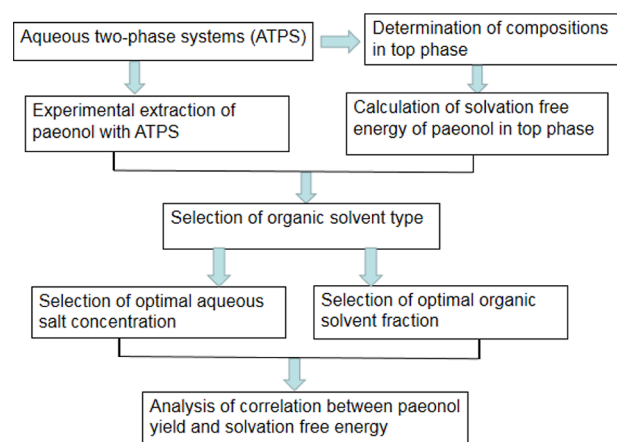 Aqueous two-phase systems (ATPS)
Determination of compositions
in top phase
Experimental extraction of
paeonol with ATPS
Calculation of solvation free
energy of paeonol in top phase
Selection of organic solvent type
Selection of optimal aqueous
salt concentration
Selection of optimal organic
solvent fraction
Analysis of correlation between paeonol
yield and solvation free energy